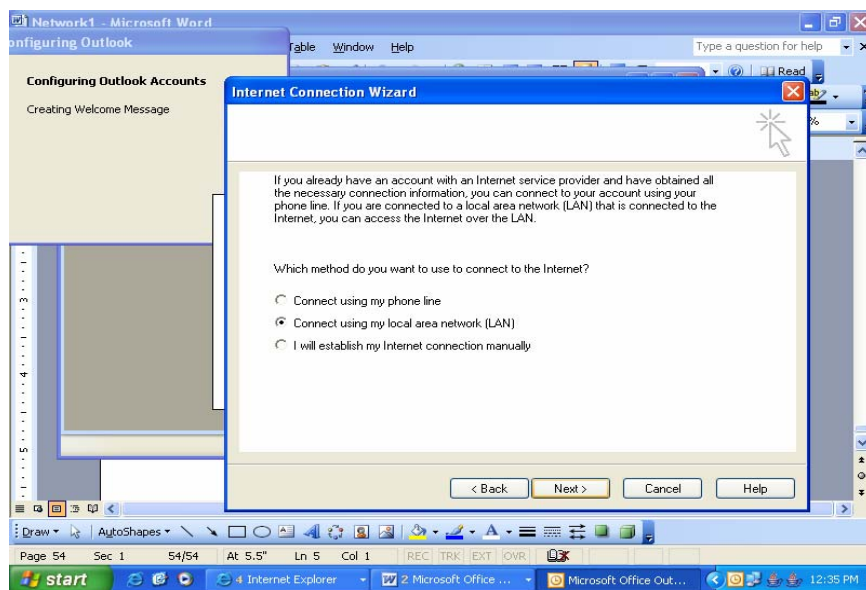 Network1 - Microsoft Word
onfiguring Outlook
Table Window Help
Type a question for help
Read
Configuring Outlook Accounts
Creating Welcome Message
Internet Connection Wizard
%
If you already have an account with an Internet service provider and have obtained all
the necessary connection information, you can connect to your account using your
phone line. If you are connected to a local area network (LAN) that is connected to the
Internet, you can access the Internet over the LAN.
Which method do you want to use to connect to the Internet?
Connect using my phone line
Connect using my local area network (LAN)
I will establish my Internet connection manually
3
4
5
< Back Next > Cancel Help
Draw AutoShapes
Page 54 Sec 1 54/54 At 5.5" Ln 5 Col 1 REC TRK EXT OVR
start 4 Internet Explorer 2 Microsoft Office ... Microsoft Office Out... 12:35 PM